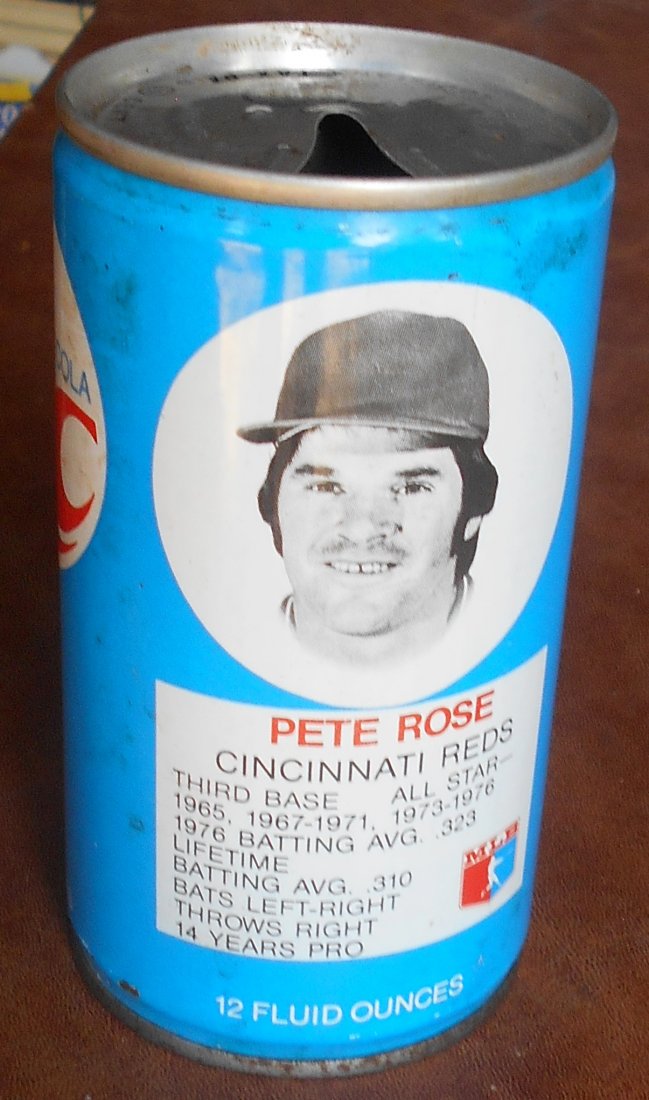 COLA
C
PETE ROSE
CINCINNATI REDS
THIRD BASE ALL STAR—
1965, 1967-1971, 1973-1976
1976 BATTING AVG. .323
LIFETIME
BATTING AVG. .310
BATS LEFT-RIGHT
THROWS RIGHT
14 YEARS PRO
12 FLUID OUNCES